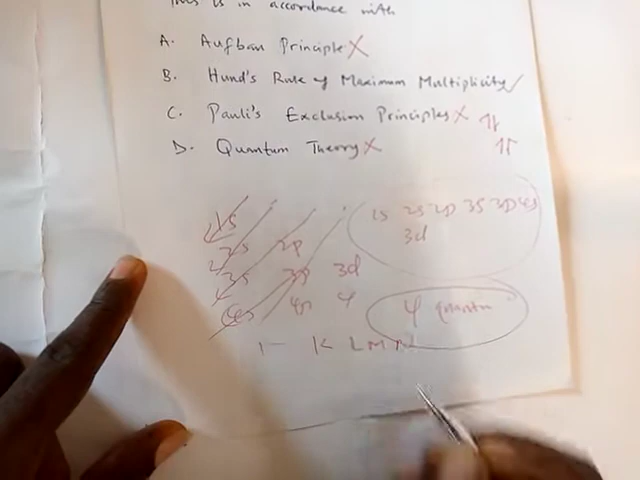 This is in accordance with
A. Aufbau Principle X
B. Hund's Rule of Maximum Multiplicity ✓
C. Pauli's Exclusion Principles X
D. Quantum Theory X
1s 2s 2p 3s 3p 4s
3d
1s
2s 2p
3s 3p 3d
4s 4p 4
4 quantum
K L M N